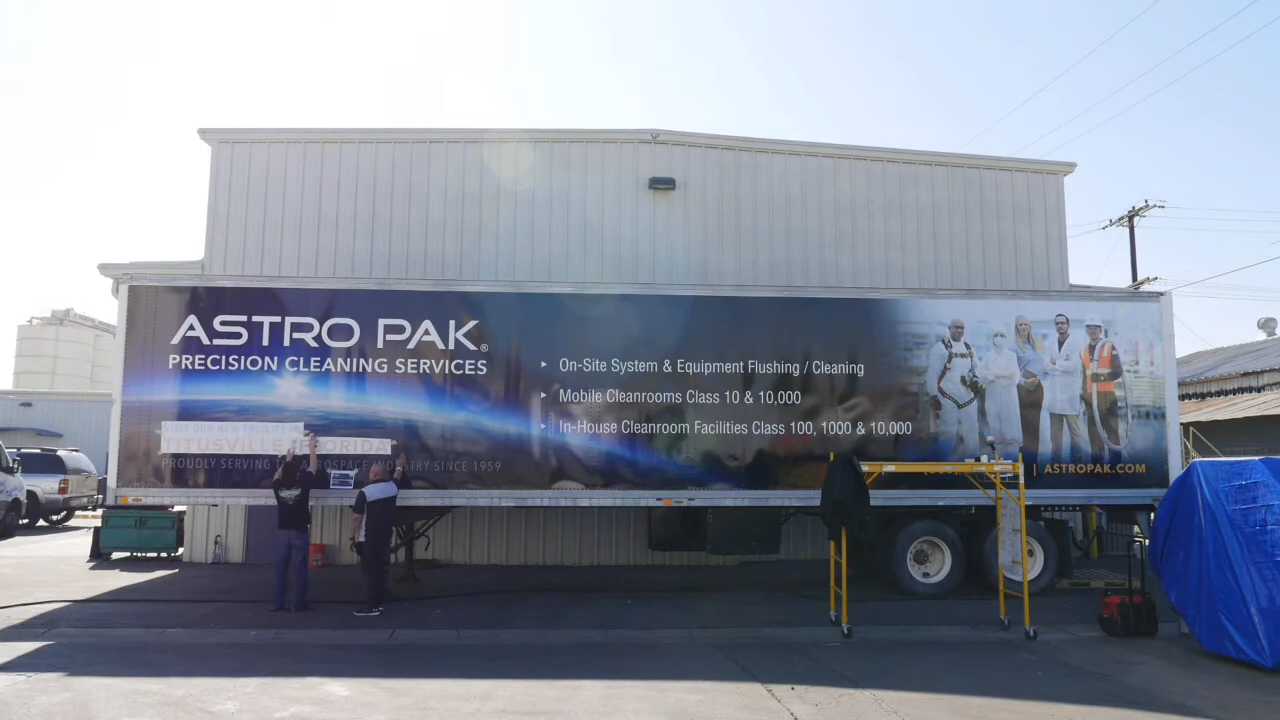 ASTRO PAK®
PRECISION CLEANING SERVICES
On-Site System & Equipment Flushing / Cleaning
Mobile Cleanrooms Class 10 & 10,000
In-House Cleanroom Facilities Class 100, 1000 & 10,000
TITUSVILLE, FLORIDA
PROUDLY SERVING AEROSPACE INDUSTRY SINCE 1959
| ASTROPAK.COM